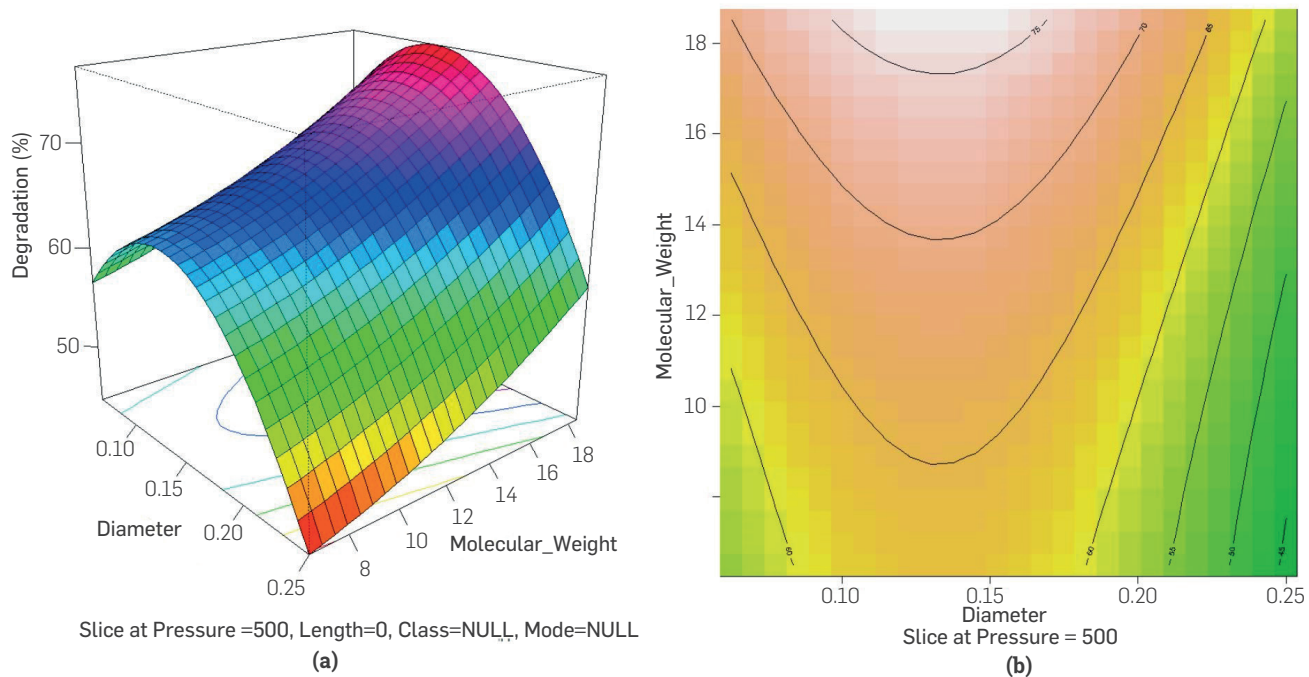 (a)
70
60
50
Degradation (%)
0.10
0.15
0.20
0.25
Diameter
8
10
12
14
16
18
Molecular_Weight
Slice at Pressure =500, Length=0, Class=NULL, Mode=NULL
(a)
(b)
18
16
14
12
10
Molecular_Weight
75
70
65
60
60
55
50
45
0.10
0.15
0.20
0.25
Diameter
Slice at Pressure = 500
(b)